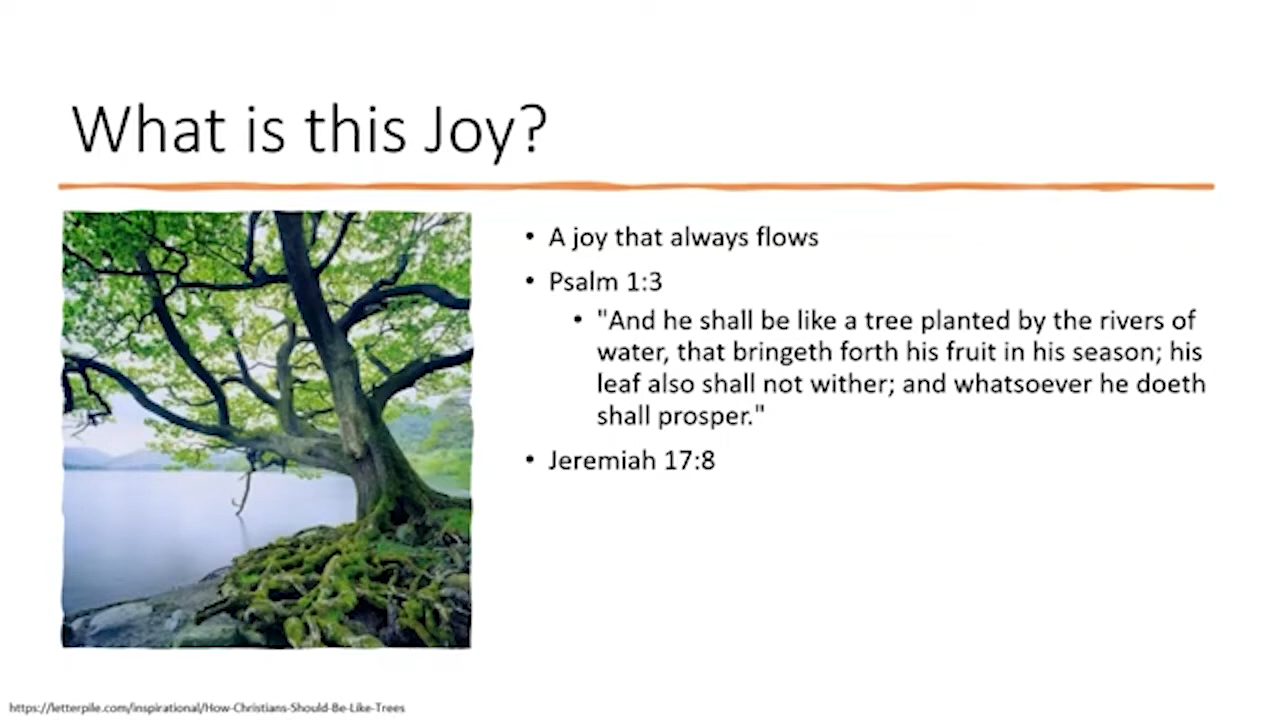 What is this Joy?
• A joy that always flows
• Psalm 1:3
• "And he shall be like a tree planted by the rivers of
water, that bringeth forth his fruit in his season; his
leaf also shall not wither; and whatsoever he doeth
shall prosper."
• Jeremiah 17:8
https://letterpile.com/inspirational/How-Christians-Should-Be-Like-Trees